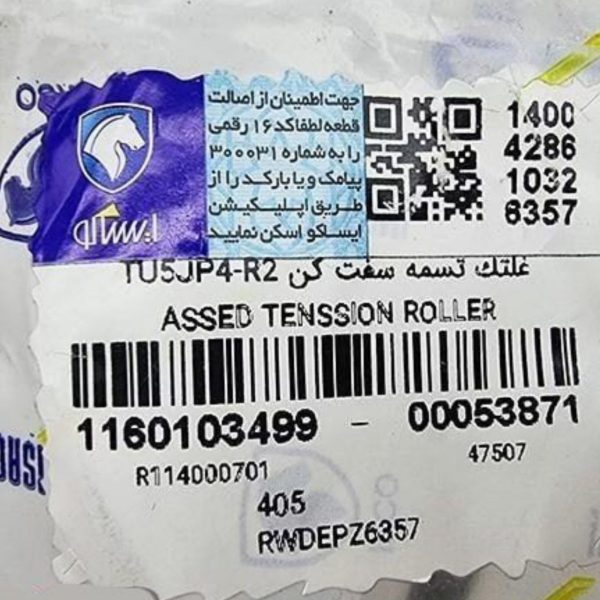 ایساکو
جهت اطمینان از اصالت
قطعه لطفا کد ۱۶ رقمی
را به شماره ۳۰۰۰۳۱
پیامک و یا بارکد را از
طریق اپلیکیشن
ایساکو اسکن نمایید
1400
4286
1032
6357
غلتك تسمه سفت كن TU5JP4-R2
ASSED TENSSION ROLLER
1160103499 - 00053871
R114000701
47507
405
RWDEPZ6357